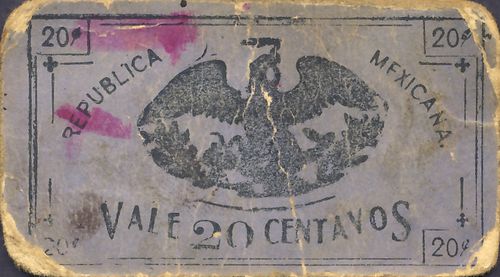 20¢ 20¢
REPUBLICA MEXICANA.
VALE 20 CENTAVOS
20¢ 20¢